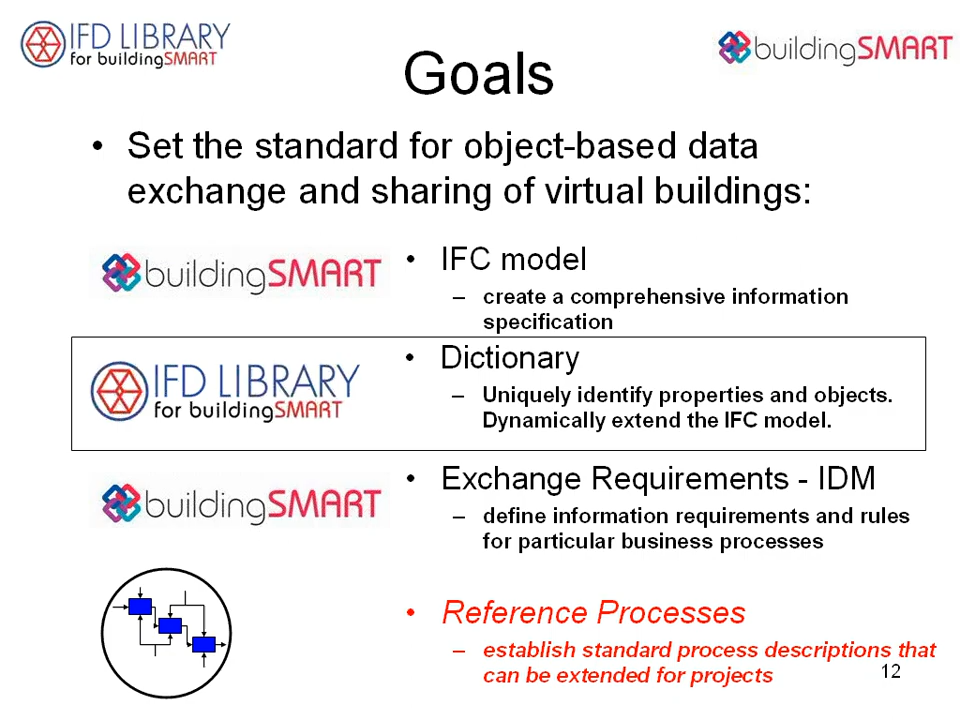 IFD LIBRARY
for buildingSMART
buildingSMART
Goals
• Set the standard for object-based data
exchange and sharing of virtual buildings:
buildingSMART
• IFC model
– create a comprehensive information
specification
IFD LIBRARY
for buildingSMART
• Dictionary
– Uniquely identify properties and objects.
Dynamically extend the IFC model.
buildingSMART
• Exchange Requirements - IDM
– define information requirements and rules
for particular business processes
• Reference Processes
– establish standard process descriptions that
can be extended for projects
12